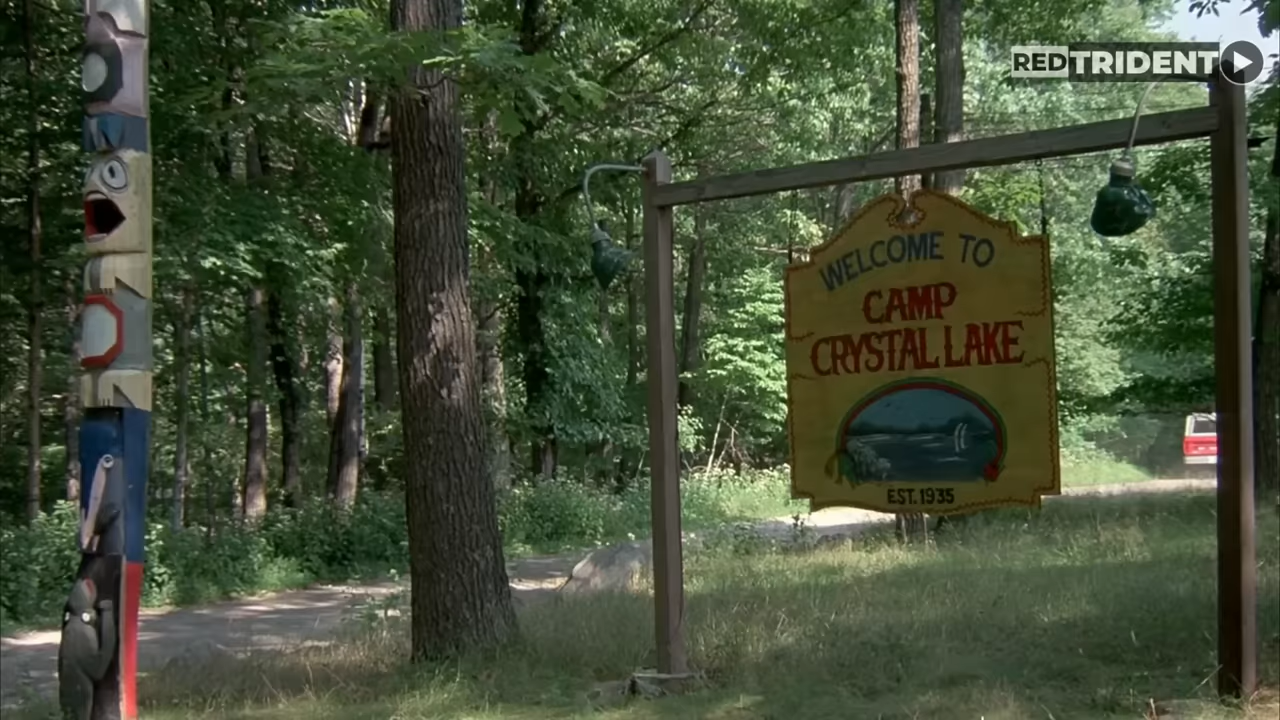 REDTRIDENT
WELCOME TO
CAMP
CRYSTAL LAKE
EST. 1935